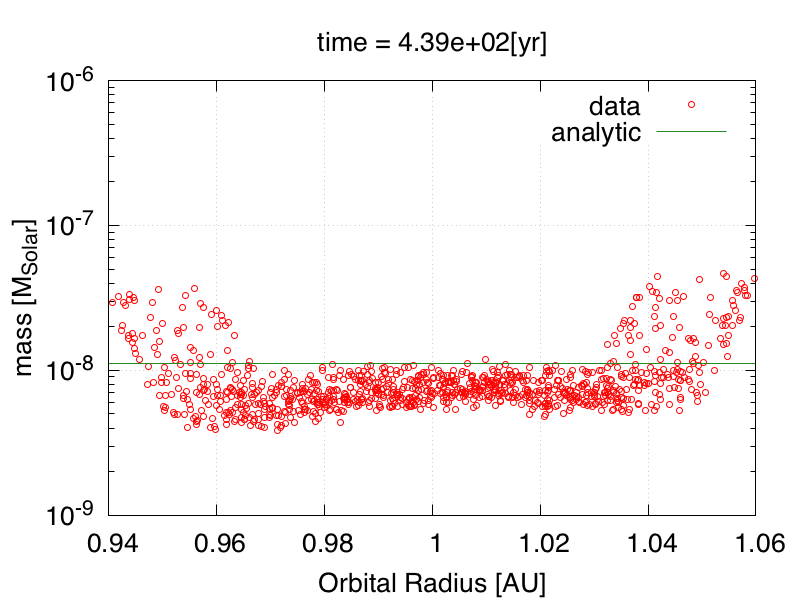 time = 4.39e+02[yr]
10^-6
data
analytic
10^-7
mass [M_Solar]
10^-8
10^-9
0.94 0.96 0.98 1 1.02 1.04 1.06
Orbital Radius [AU]